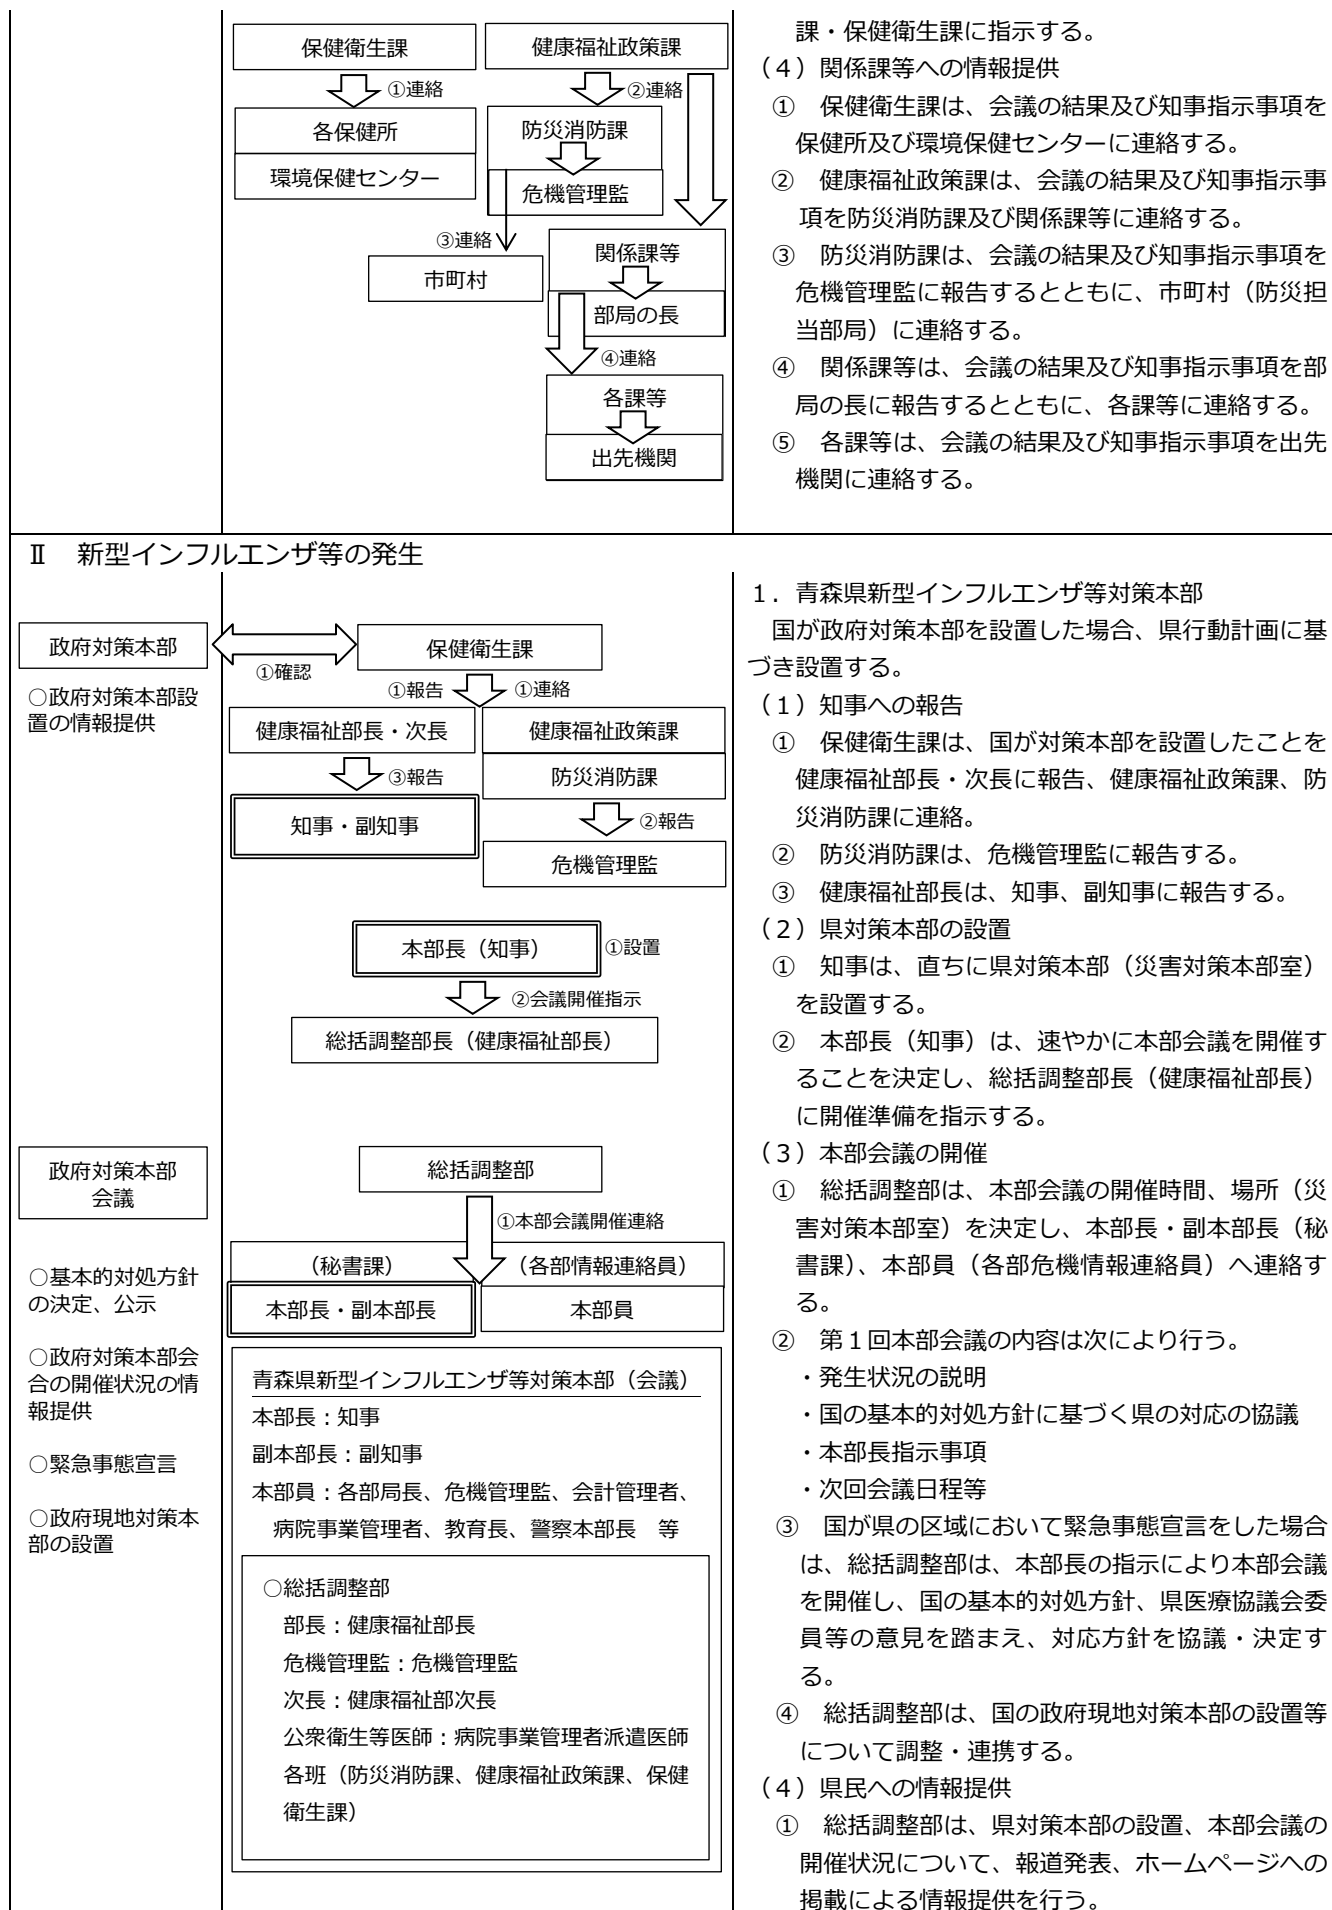 保健衛生課
健康福祉政策課
①連絡
②連絡
各保健所
環境保健センター
防災消防課
危機管理監
③連絡
市町村
関係課等
部局の長
④連絡
各課等
出先機関
課・保健衛生課に指示する。
（４）関係課等への情報提供
①　保健衛生課は、会議の結果及び知事指示事項を
保健所及び環境保健センターに連絡する。
②　健康福祉政策課は、会議の結果及び知事指示事
項を防災消防課及び関係課等に連絡する。
③　防災消防課は、会議の結果及び知事指示事項を
危機管理監に報告するとともに、市町村（防災担
当部局）に連絡する。
④　関係課等は、会議の結果及び知事指示事項を部
局の長に報告するとともに、各課等に連絡する。
⑤　各課等は、会議の結果及び知事指示事項を出先
機関に連絡する。
Ⅱ　新型インフルエンザ等の発生
政府対策本部
○政府対策本部設
置の情報提供
政府対策本部
会議
○基本的対処方針
の決定、公示
○政府対策本部会
合の開催状況の情
報提供
○緊急事態宣言
○政府現地対策本
部の設置
①確認
保健衛生課
①報告
①連絡
健康福祉部長・次長
健康福祉政策課
③報告
防災消防課
知事・副知事
②報告
危機管理監
本部長（知事）
①設置
②会議開催指示
総括調整部長（健康福祉部長）
総括調整部
①本部会議開催連絡
（秘書課）
（各部情報連絡員）
本部長・副本部長
本部員
青森県新型インフルエンザ等対策本部（会議）
本部長：知事
副本部長：副知事
本部員：各部局長、危機管理監、会計管理者、
病院事業管理者、教育長、警察本部長　等
○総括調整部
部長：健康福祉部長
危機管理監：危機管理監
次長：健康福祉部次長
公衆衛生等医師：病院事業管理者派遣医師
各班（防災消防課、健康福祉政策課、保健
衛生課）
１．青森県新型インフルエンザ等対策本部
国が政府対策本部を設置した場合、県行動計画に基
づき設置する。
（１）知事への報告
①　保健衛生課は、国が対策本部を設置したことを
健康福祉部長・次長に報告、健康福祉政策課、防
災消防課に連絡。
②　防災消防課は、危機管理監に報告する。
③　健康福祉部長は、知事、副知事に報告する。
（２）県対策本部の設置
①　知事は、直ちに県対策本部（災害対策本部室）
を設置する。
②　本部長（知事）は、速やかに本部会議を開催す
ることを決定し、総括調整部長（健康福祉部長）
に開催準備を指示する。
（３）本部会議の開催
①　総括調整部は、本部会議の開催時間、場所（災
害対策本部室）を決定し、本部長・副本部長（秘
書課）、本部員（各部危機情報連絡員）へ連絡す
る。
②　第１回本部会議の内容は次により行う。
・発生状況の説明
・国の基本的対処方針に基づく県の対応の協議
・本部長指示事項
・次回会議日程等
③　国が県の区域において緊急事態宣言をした場合
は、総括調整部は、本部長の指示により本部会議
を開催し、国の基本的対処方針、県医療協議会委
員等の意見を踏まえ、対応方針を協議・決定す
る。
④　総括調整部は、国の政府現地対策本部の設置等
について調整・連携する。
（４）県民への情報提供
①　総括調整部は、県対策本部の設置、本部会議の
開催状況について、報道発表、ホームページへの
掲載による情報提供を行う。